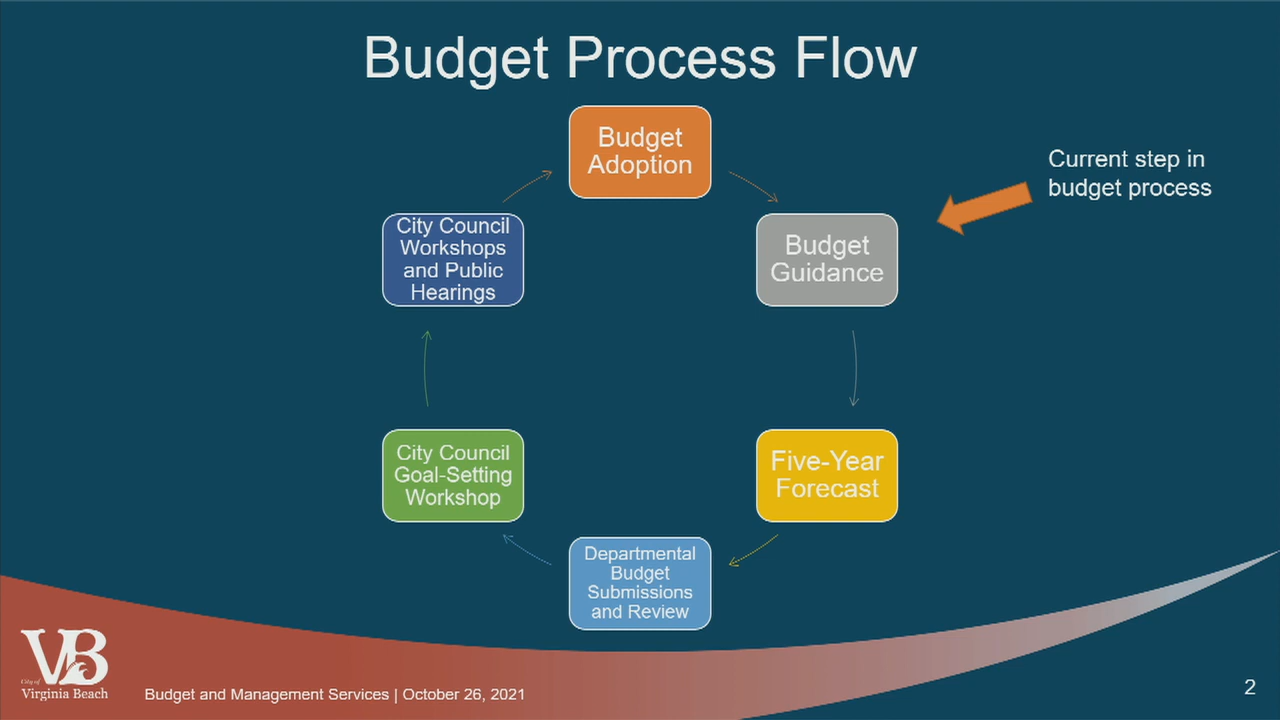 Budget Process Flow
Budget
Adoption
Current step in
budget process
City Council
Workshops
and Public
Hearings
Budget
Guidance
City Council
Goal-Setting
Workshop
Five-Year
Forecast
Departmental
Budget
Submissions
and Review
VB
City of
Virginia Beach
Budget and Management Services | October 26, 2021
2